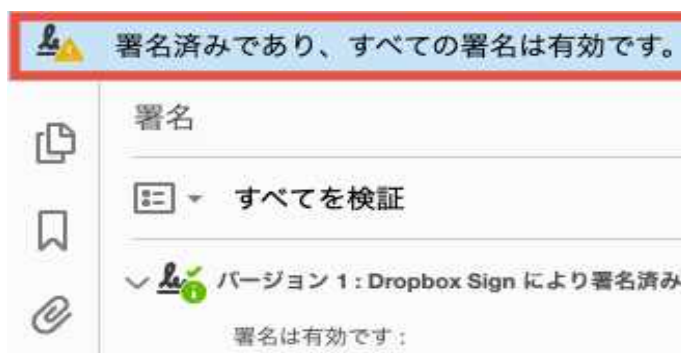 署名済みであり、すべての署名は有効です。
署名
すべてを検証
バージョン 1 : Dropbox Sign により署名済み
署名は有効です :